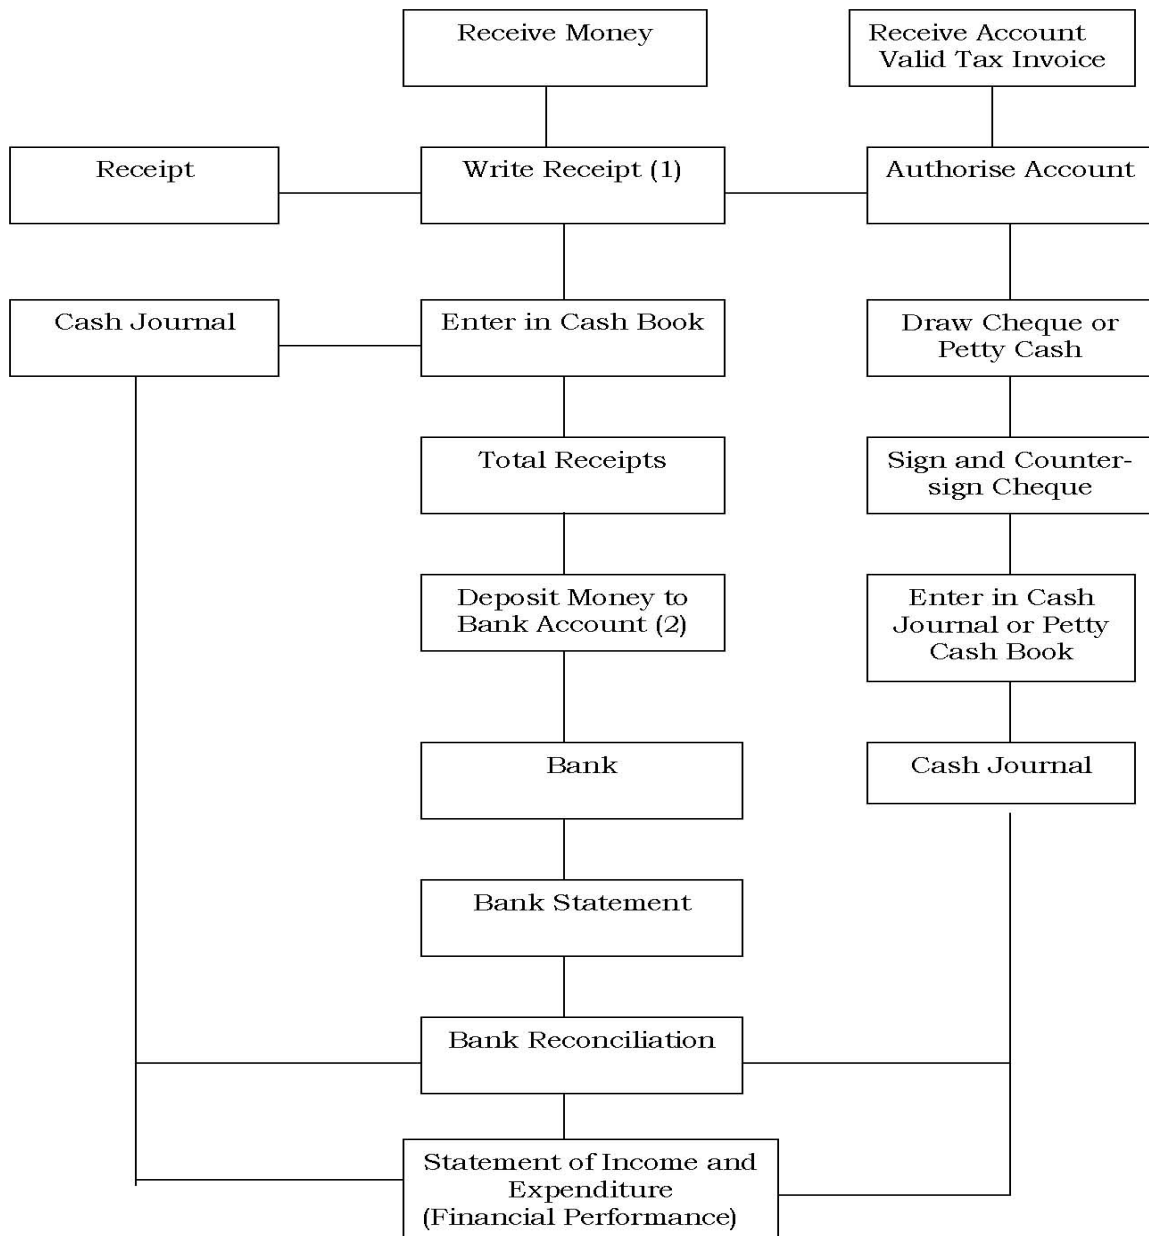 Receive Money
Receive Account
Valid Tax Invoice
Receipt
Write Receipt (1)
Authorise Account
Cash Journal
Enter in Cash Book
Draw Cheque or
Petty Cash
Total Receipts
Sign and Counter-
sign Cheque
Deposit Money to
Bank Account (2)
Enter in Cash
Journal or Petty
Cash Book
Bank
Cash Journal
Bank Statement
Bank Reconciliation
Statement of Income and
Expenditure
(Financial Performance)